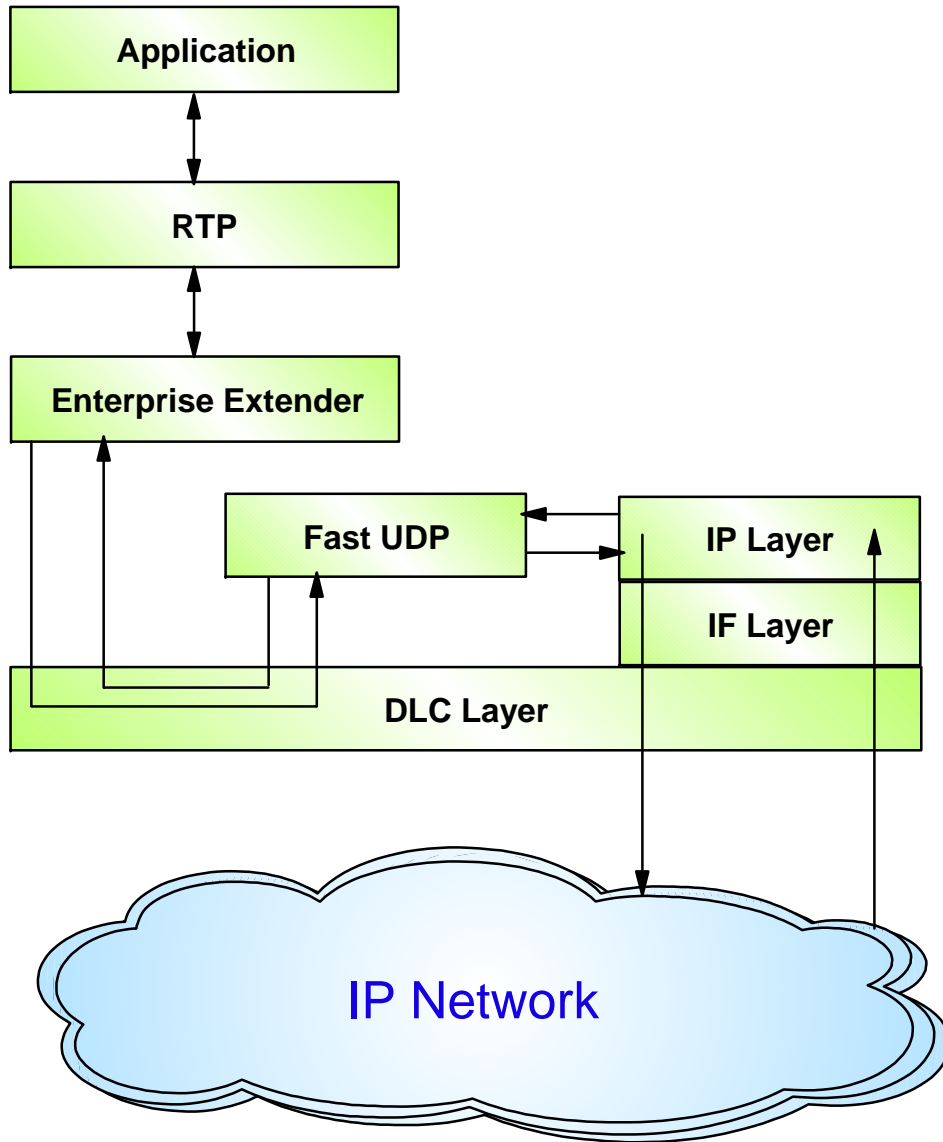 Application
RTP
Enterprise Extender
Fast UDP
IP Layer
IF Layer
DLC Layer
IP Network